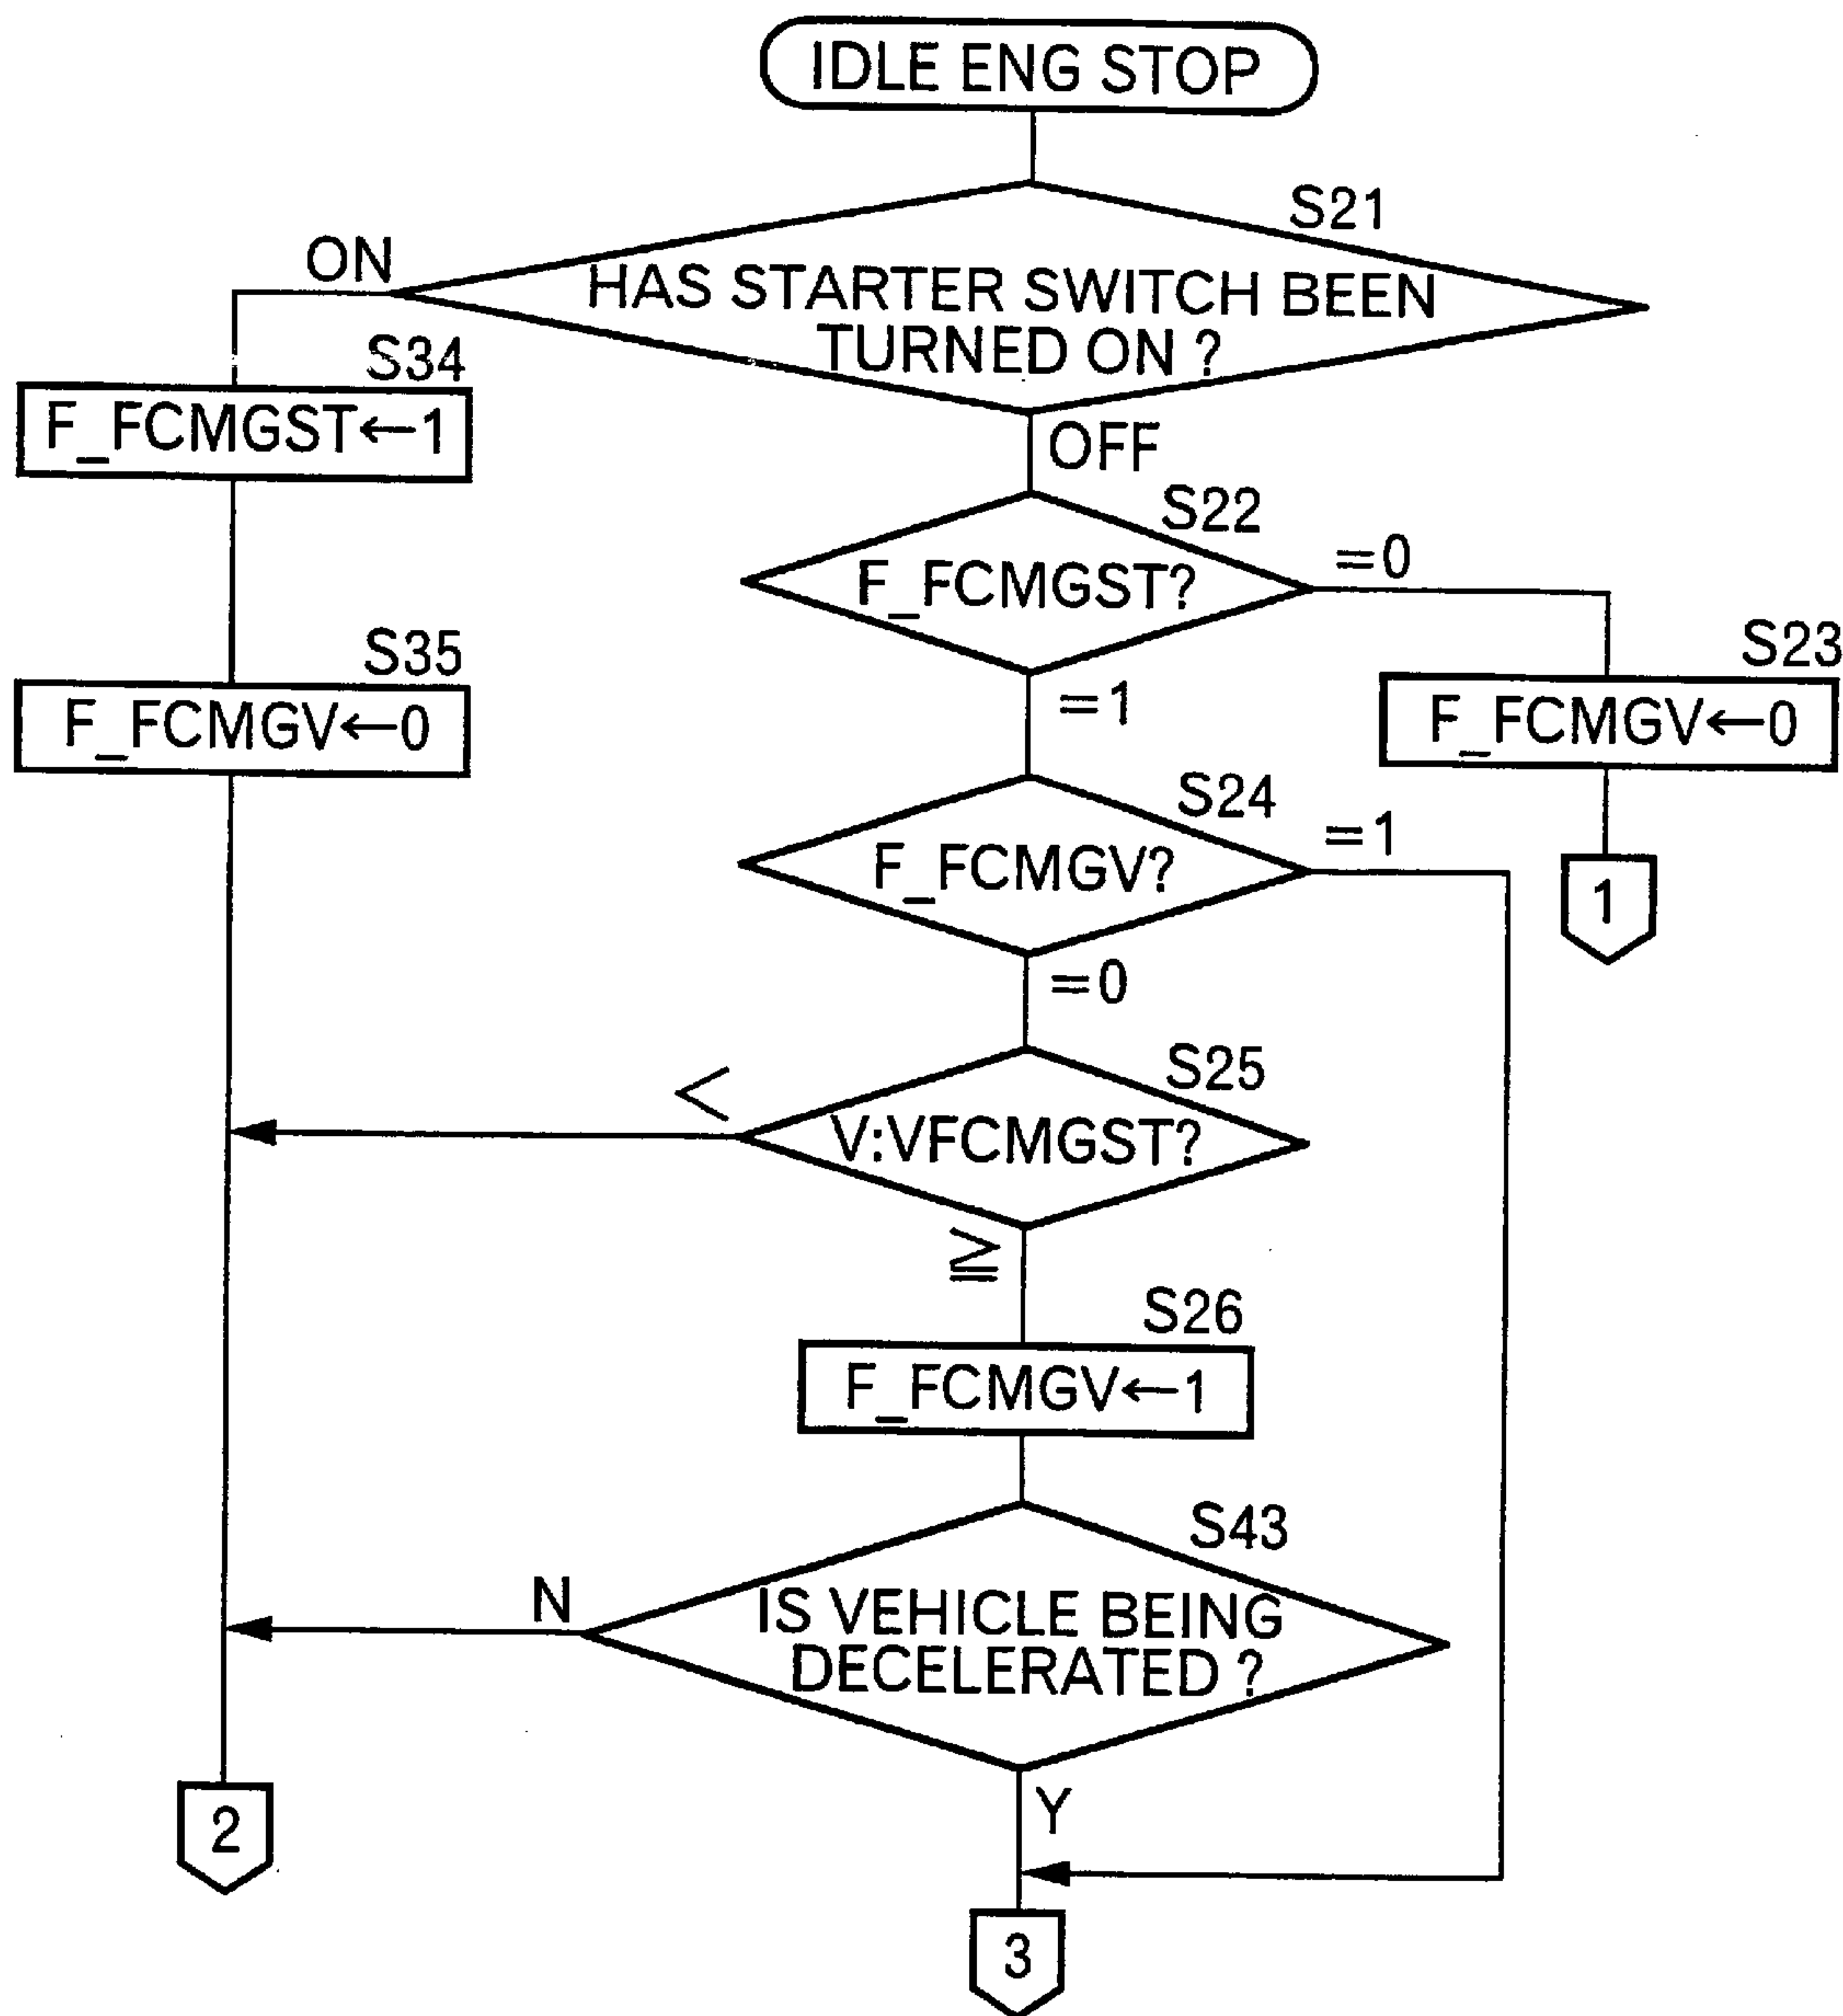 IDLE ENG STOP
S21
ON
HAS STARTER SWITCH BEEN
TURNED ON ?
S34
F_FCMGST←1
OFF
S22
F_FCMGST?
=0
S35
F_FCMGV←0
=1
S23
F_FCMGV←0
S24
F_FCMGV?
=1
1
=0
S25
<
V:VFCMGST?
≧
S26
F_FCMGV←1
S43
N
IS VEHICLE BEING
DECELERATED ?
Y
2
3